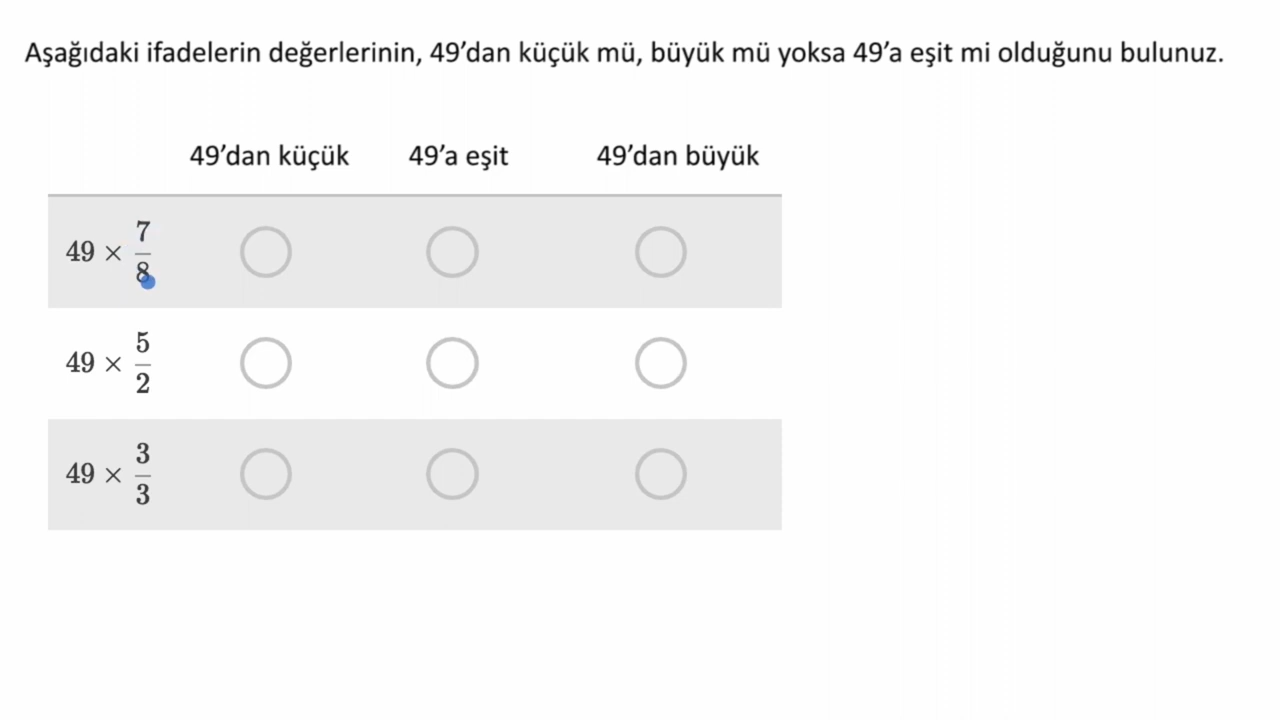 Aşağıdaki ifadelerin değerlerinin, 49’dan küçük mü, büyük mü yoksa 49’a eşit mi olduğunu bulunuz.
49’dan küçük 49’a eşit 49’dan büyük
49 × 7/8
49 × 5/2
49 × 3/3